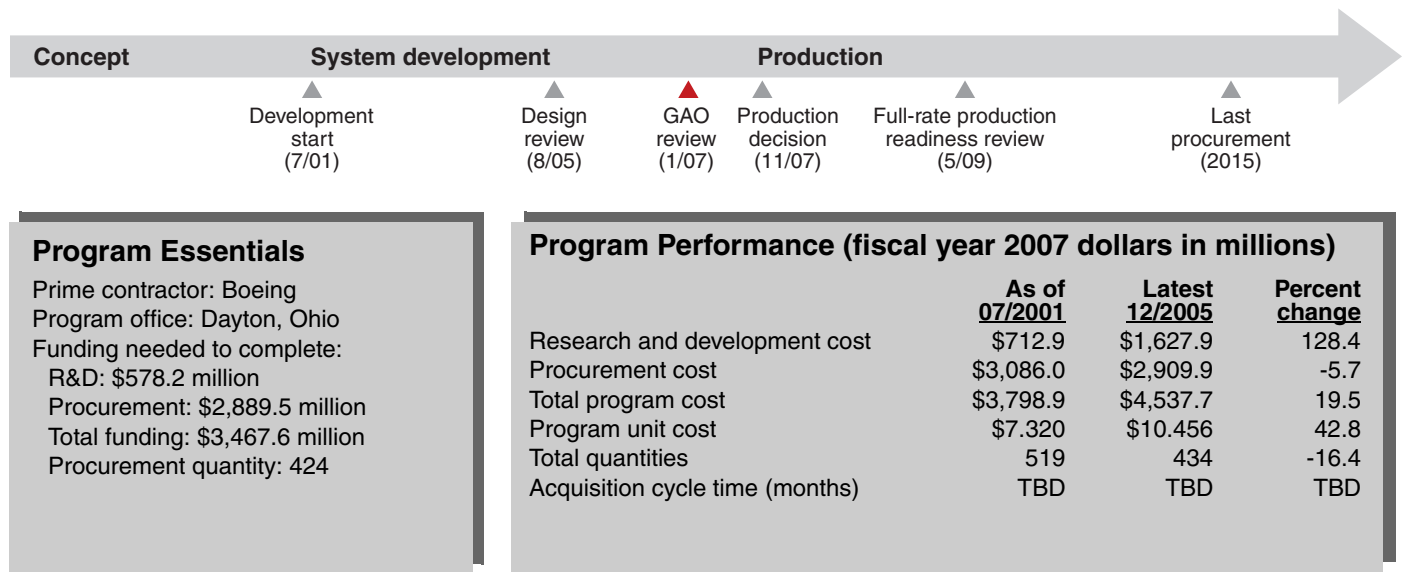 Concept System development Production
Development start (7/01)
Design review (8/05)
GAO review (1/07)
Production decision (11/07)
Full-rate production readiness review (5/09)
Last procurement (2015)
Program Essentials
Prime contractor: Boeing
Program office: Dayton, Ohio
Funding needed to complete:
R&D: $578.2 million
Procurement: $2,889.5 million
Total funding: $3,467.6 million
Procurement quantity: 424
Program Performance (fiscal year 2007 dollars in millions)
As of 07/2001 Latest 12/2005 Percent change
Research and development cost $712.9 $1,627.9 128.4
Procurement cost $3,086.0 $2,909.9 -5.7
Total program cost $3,798.9 $4,537.7 19.5
Program unit cost $7.320 $10.456 42.8
Total quantities 519 434 -16.4
Acquisition cycle time (months) TBD TBD TBD